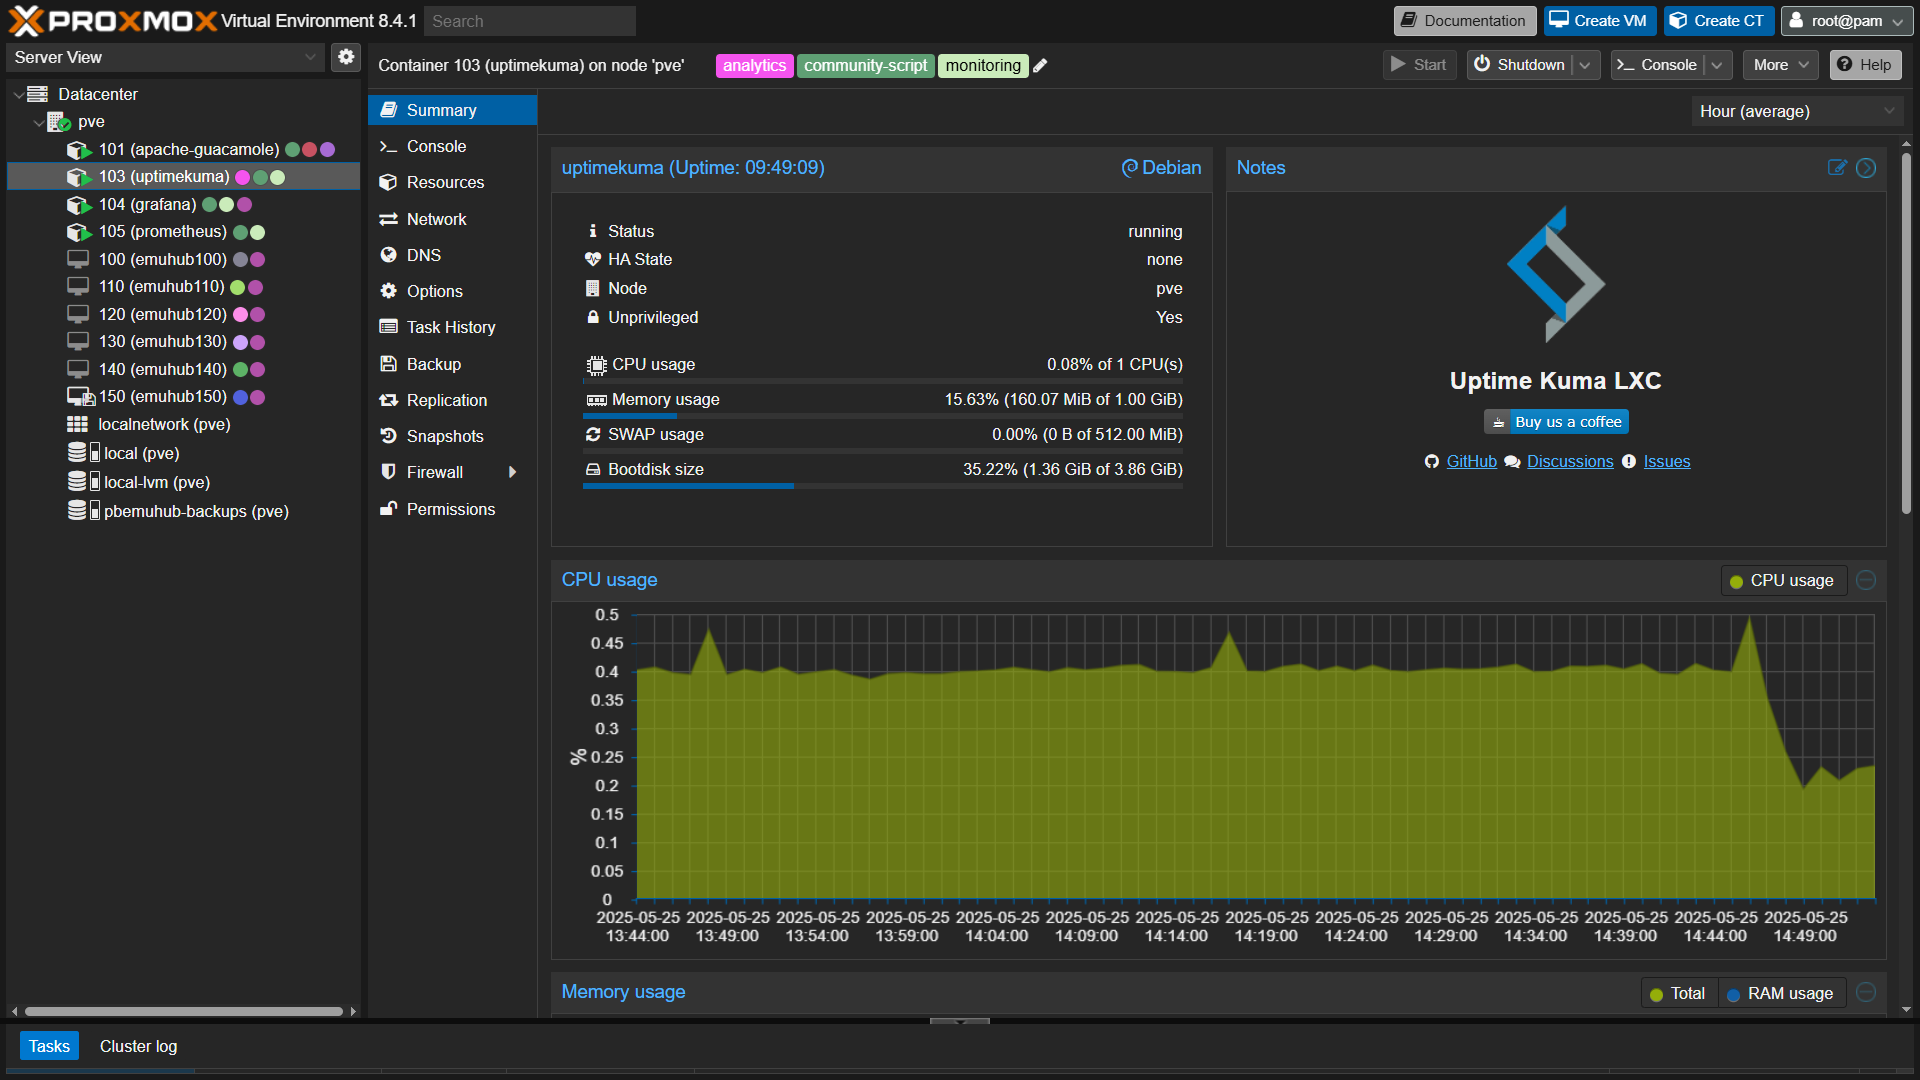 PROXMOX Virtual Environment 8.4.1 Search Documentation Create VM Create CT root@pam
Server View
Container 103 (uptimekuma) on node 'pve' analytics community-script monitoring Start Shutdown Console More Help
Datacenter
pve
101 (apache-guacamole)
103 (uptimekuma)
104 (grafana)
105 (prometheus)
100 (emuhub100)
110 (emuhub110)
120 (emuhub120)
130 (emuhub130)
140 (emuhub140)
150 (emuhub150)
localnetwork (pve)
local (pve)
local-lvm (pve)
pbemuhub-backups (pve)
Summary
Console
Resources
Network
DNS
Options
Task History
Backup
Replication
Snapshots
Firewall
Permissions
Hour (average)
uptimekuma (Uptime: 09:49:09) Debian
Status running
HA State none
Node pve
Unprivileged Yes
CPU usage 0.08% of 1 CPU(s)
Memory usage 15.63% (160.07 MiB of 1.00 GiB)
SWAP usage 0.00% (0 B of 512.00 MiB)
Bootdisk size 35.22% (1.36 GiB of 3.86 GiB)
Notes
Uptime Kuma LXC
Buy us a coffee
GitHub Discussions Issues
CPU usage CPU usage
0.5
0.45
0.4
0.35
0.3
% 0.25
0.2
0.15
0.1
0.05
0
2025-05-25 2025-05-25 2025-05-25 2025-05-25 2025-05-25 2025-05-25 2025-05-25 2025-05-25 2025-05-25 2025-05-25 2025-05-25 2025-05-25 2025-05-25 2025-05-25
13:44:00 13:49:00 13:54:00 13:59:00 14:04:00 14:09:00 14:14:00 14:19:00 14:24:00 14:29:00 14:34:00 14:39:00 14:44:00 14:49:00
Memory usage Total RAM usage
Tasks Cluster log